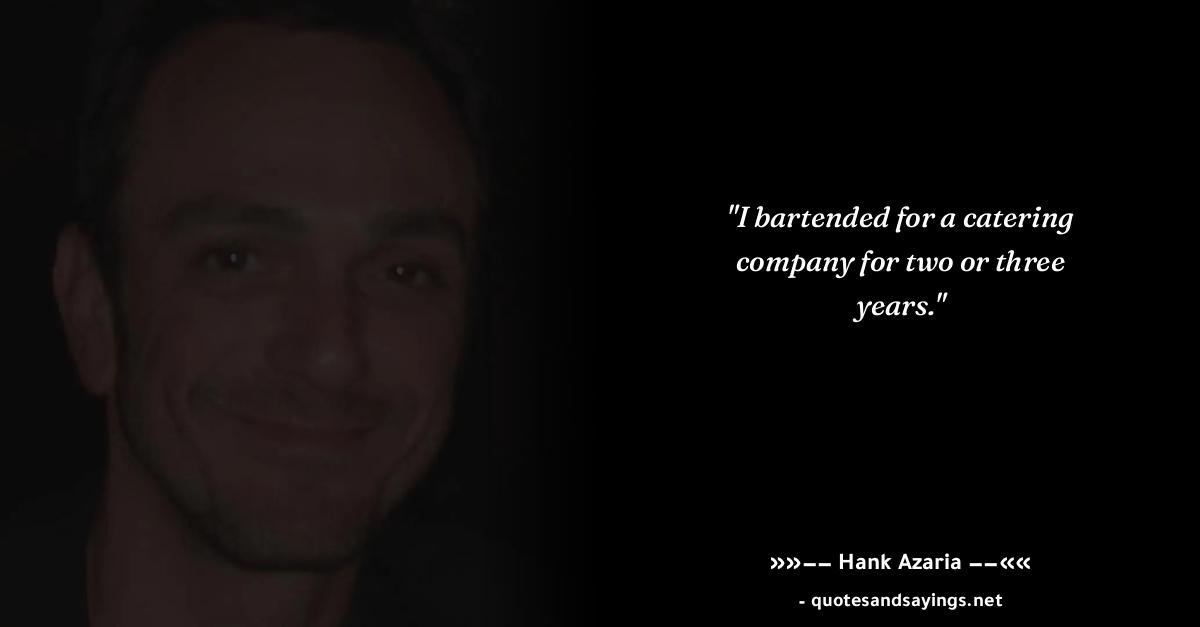 "I bartended for a catering
company for two or three
years."
»»–– Hank Azaria ––««
- quotesandsayings.net